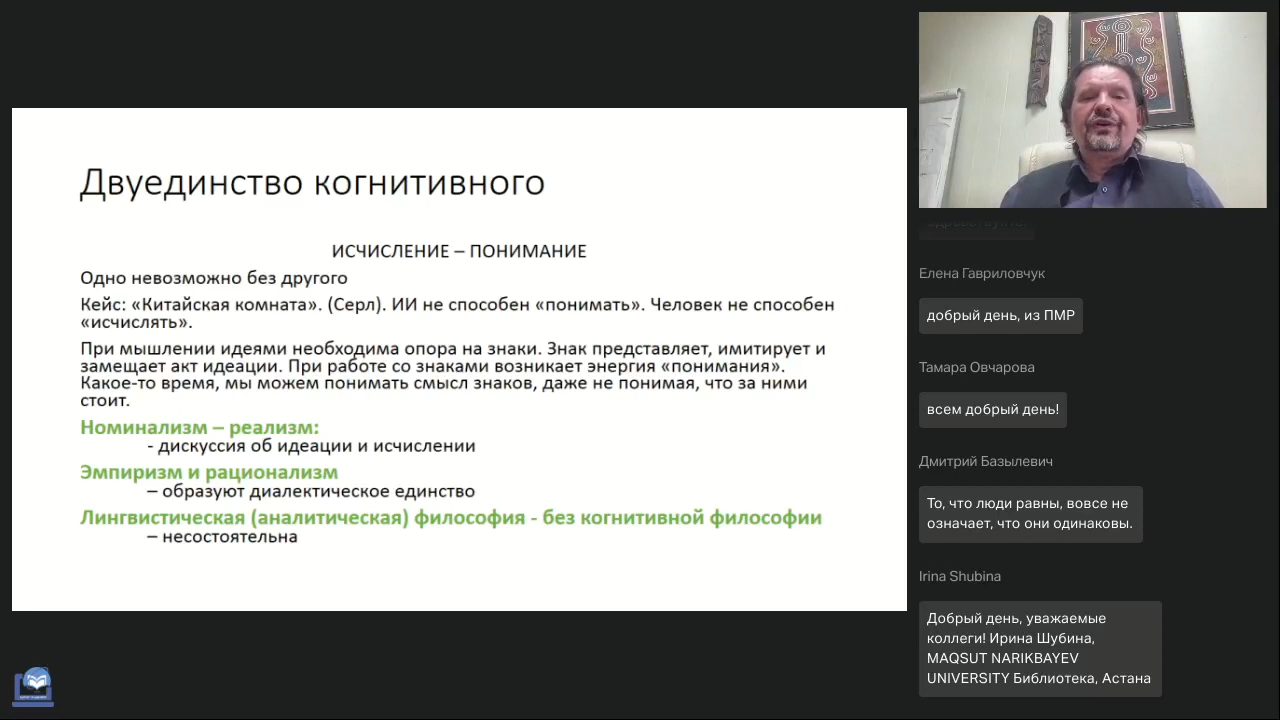 Двуединство когнитивного
ИСЧИСЛЕНИЕ – ПОНИМАНИЕ
Одно невозможно без другого
Кейс: «Китайская комната». (Серл). ИИ не способен «понимать». Человек не способен
«исчислять».
При мышлении идеями необходима опора на знаки. Знак представляет, имитирует и
замещает акт идеации. При работе со знаками возникает энергия «понимания».
Какое-то время, мы можем понимать смысл знаков, даже не понимая, что за ними
стоит.
Номинализм – реализм:
- дискуссия об идеации и исчислении
Эмпиризм и рационализм
– образуют диалектическое единство
Лингвистическая (аналитическая) философия - без когнитивной философии
– несостоятельна
Елена Гавриловчук
добрый день, из ПМР
Тамара Овчарова
всем добрый день!
Дмитрий Базылевич
То, что люди равны, вовсе не
означает, что они одинаковы.
Irina Shubina
Добрый день, уважаемые
коллеги! Ирина Шубина,
MAQSUT NARIKBAYEV
UNIVERSITY Библиотека, Астана